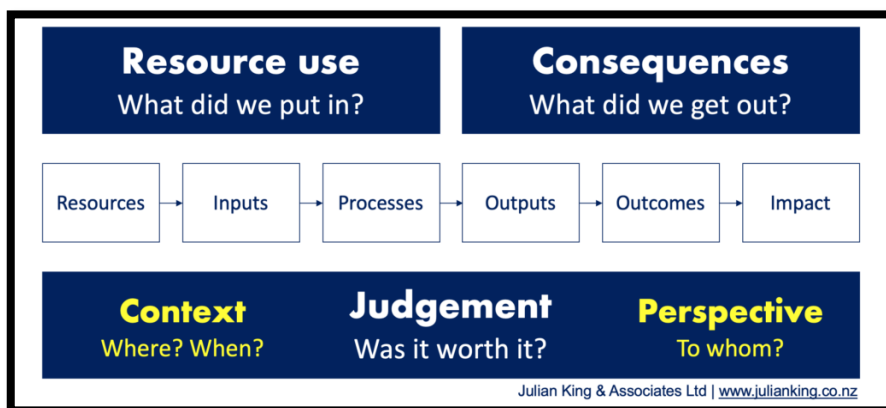 Resource use
What did we put in?
Consequences
What did we get out?
Resources
Inputs
Processes
Outputs
Outcomes
Impact
Context
Where? When?
Judgement
Was it worth it?
Perspective
To whom?
Julian King & Associates Ltd | www.julianking.co.nz